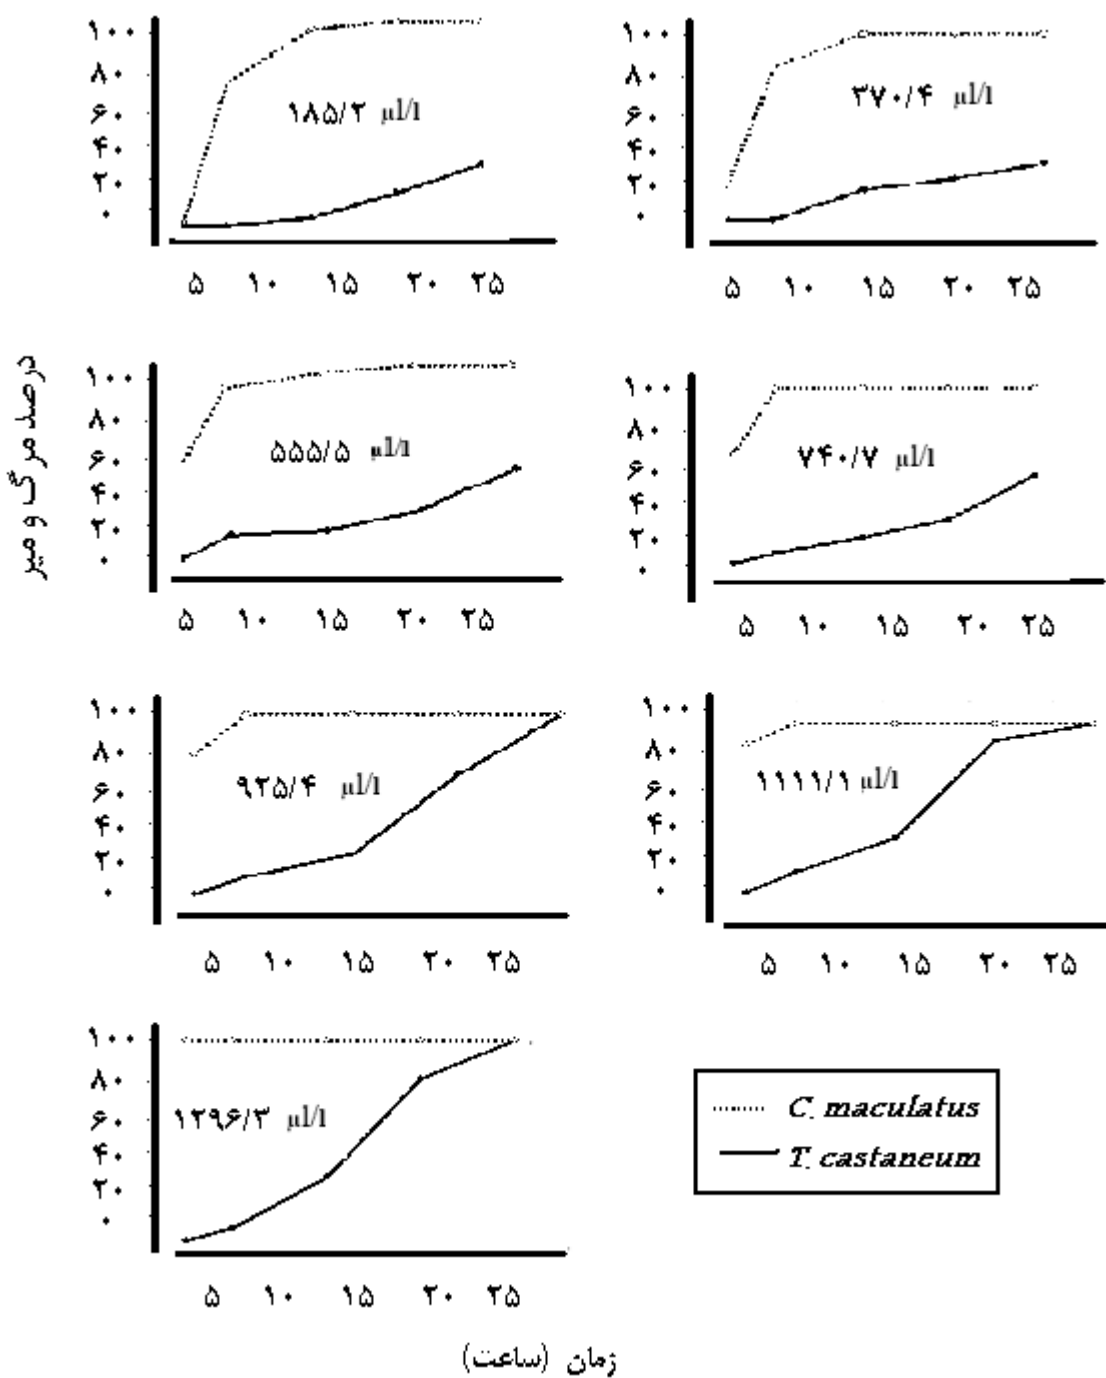 درصد مرگ و میر
۱۰۰
۸۰
۶۰
۴۰
۲۰
۰
۱۸۵/۲ µl/l
۵ ۱۰ ۱۵ ۲۰ ۲۵
۱۰۰
۸۰
۶۰
۴۰
۲۰
۰
۳۷۰/۴ µl/l
۵ ۱۰ ۱۵ ۲۰ ۲۵
۱۰۰
۸۰
۶۰
۴۰
۲۰
۰
۵۵۵/۵ µl/l
۵ ۱۰ ۱۵ ۲۰ ۲۵
۱۰۰
۸۰
۶۰
۴۰
۲۰
۰
۷۴۰/۷ µl/l
۵ ۱۰ ۱۵ ۲۰ ۲۵
۱۰۰
۸۰
۶۰
۴۰
۲۰
۰
۹۲۵/۴ µl/l
۵ ۱۰ ۱۵ ۲۰ ۲۵
۱۰۰
۸۰
۶۰
۴۰
۲۰
۰
۱۱۱۱/۱ µl/l
۵ ۱۰ ۱۵ ۲۰ ۲۵
۱۰۰
۸۰
۶۰
۴۰
۲۰
۰
۱۲۹۶/۳ µl/l
۵ ۱۰ ۱۵ ۲۰ ۲۵
C. maculatus
T. castaneum
زمان (ساعت)